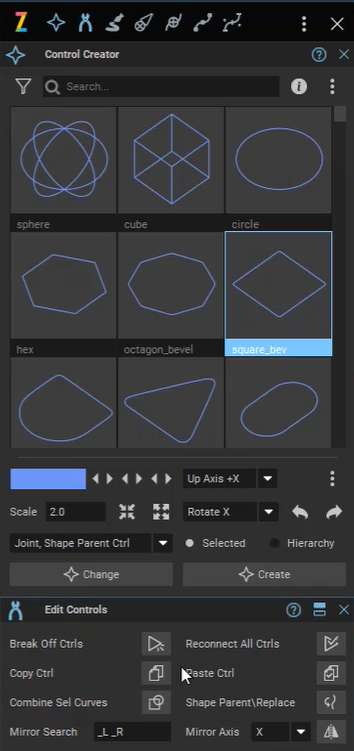 Control Creator
Search...
sphere cube circle
hex octagon_bevel square_bev
Up Axis +X
Scale 2.0 Rotate X
Joint, Shape Parent Ctrl Selected Hierarchy
Change Create
Edit Controls
Break Off Ctrls Reconnect All Ctrls
Copy Ctrl Paste Ctrl
Combine Sel Curves Shape Parent\Replace
Mirror Search _L _R Mirror Axis X